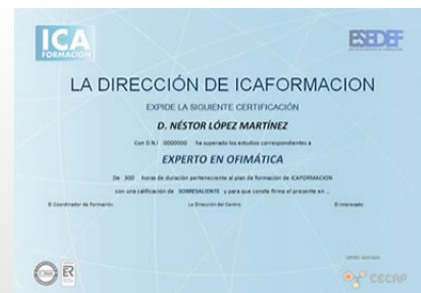 ICA
FORMACIÓN
ESEDEF
LA DIRECCIÓN DE ICAFORMACION
EXPIDE LA SIGUIENTE CERTIFICACIÓN
D. NÉSTOR LÓPEZ MARTÍNEZ
Con D.N.I 0000000 ha superado los estudios correspondientes a
EXPERTO EN OFIMÁTICA
De 300 horas de duración perteneciente al plan de formación de ICAFORMACION
con una calificación de SOBRESALIENTE y para que conste firmo el presente en ...
El Coordinador de formación La Dirección del Centro El interesado
ER
CECAP